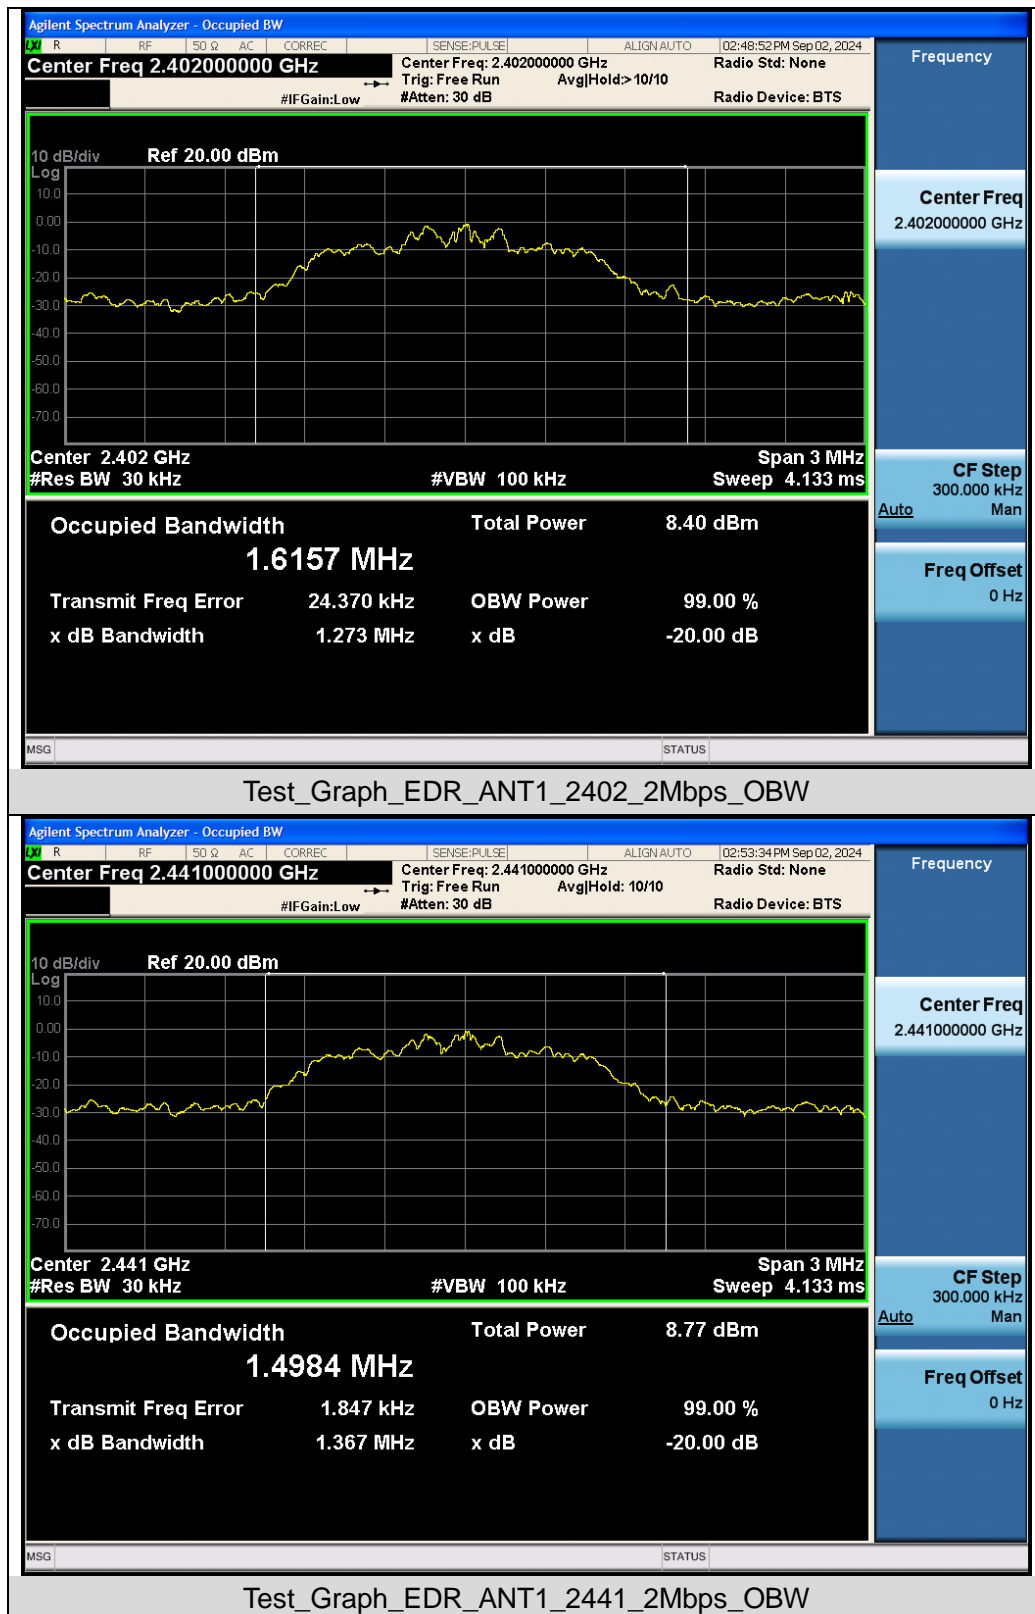 Agilent Spectrum Analyzer - Occupied BW
LXI R RF 50 Ω AC CORREC SENSE:PULSE ALIGN AUTO 02:48:52 PM Sep 02, 2024
Center Freq 2.402000000 GHz
Center Freq: 2.402000000 GHz Radio Std: None
Trig: Free Run Avg|Hold:> 10/10
#IFGain:Low #Atten: 30 dB Radio Device: BTS
Frequency
10 dB/div Ref 20.00 dBm
Log
10.0
0.00
-10.0
-20.0
-30.0
-40.0
-50.0
-60.0
-70.0
Center Freq
2.402000000 GHz
Center 2.402 GHz Span 3 MHz
#Res BW 30 kHz #VBW 100 kHz Sweep 4.133 ms
CF Step
300.000 kHz
Auto Man
Occupied Bandwidth Total Power 8.40 dBm
1.6157 MHz
Transmit Freq Error 24.370 kHz OBW Power 99.00 %
x dB Bandwidth 1.273 MHz x dB -20.00 dB
Freq Offset
0 Hz
MSG STATUS
Test_Graph_EDR_ANT1_2402_2Mbps_OBW
Agilent Spectrum Analyzer - Occupied BW
LXI R RF 50 Ω AC CORREC SENSE:PULSE ALIGN AUTO 02:53:34 PM Sep 02, 2024
Center Freq 2.441000000 GHz
Center Freq: 2.441000000 GHz Radio Std: None
Trig: Free Run Avg|Hold: 10/10
#IFGain:Low #Atten: 30 dB Radio Device: BTS
Frequency
10 dB/div Ref 20.00 dBm
Log
10.0
0.00
-10.0
-20.0
-30.0
-40.0
-50.0
-60.0
-70.0
Center Freq
2.441000000 GHz
Center 2.441 GHz Span 3 MHz
#Res BW 30 kHz #VBW 100 kHz Sweep 4.133 ms
CF Step
300.000 kHz
Auto Man
Occupied Bandwidth Total Power 8.77 dBm
1.4984 MHz
Transmit Freq Error 1.847 kHz OBW Power 99.00 %
x dB Bandwidth 1.367 MHz x dB -20.00 dB
Freq Offset
0 Hz
MSG STATUS
Test_Graph_EDR_ANT1_2441_2Mbps_OBW